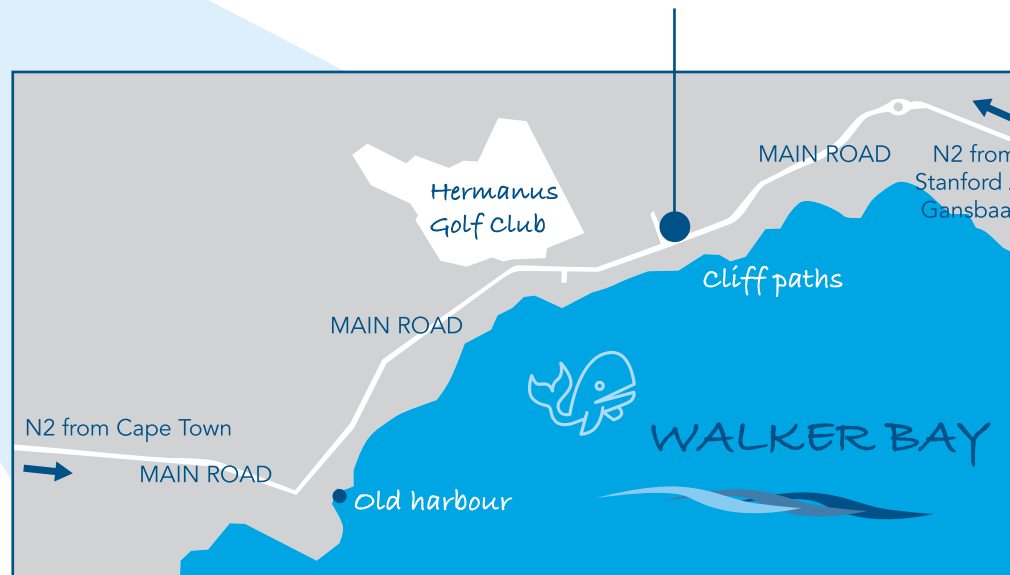 MAIN ROAD
N2 from
Stanford
Gansbaa
Hermanus
Golf Club
Cliff paths
MAIN ROAD
N2 from Cape Town
WALKER BAY
MAIN ROAD
Old harbour